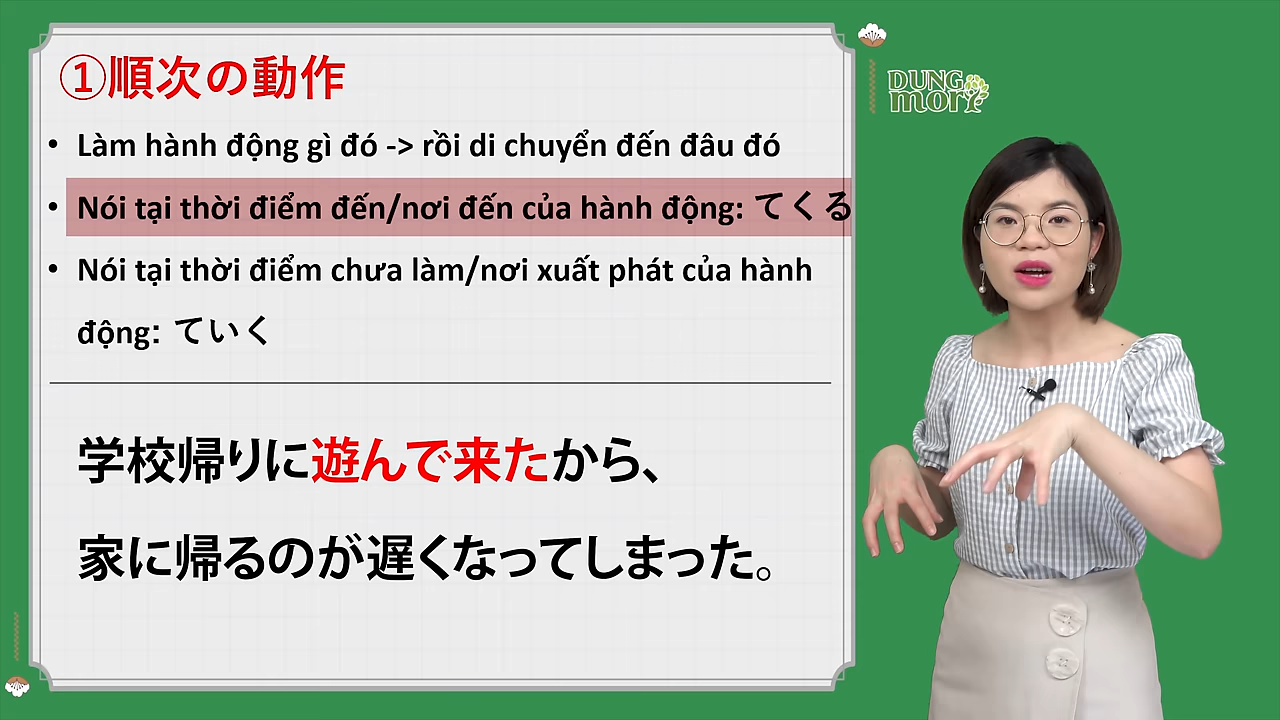 ①順次の動作
• Làm hành động gì đó -> rồi di chuyển đến đâu đó
• Nói tại thời điểm đến/nơi đến của hành động: てくる
• Nói tại thời điểm chưa làm/nơi xuất phát của hành
động: ていく
学校帰りに遊んで来たから、
家に帰るのが遅くなってしまった。
DUNG
mori